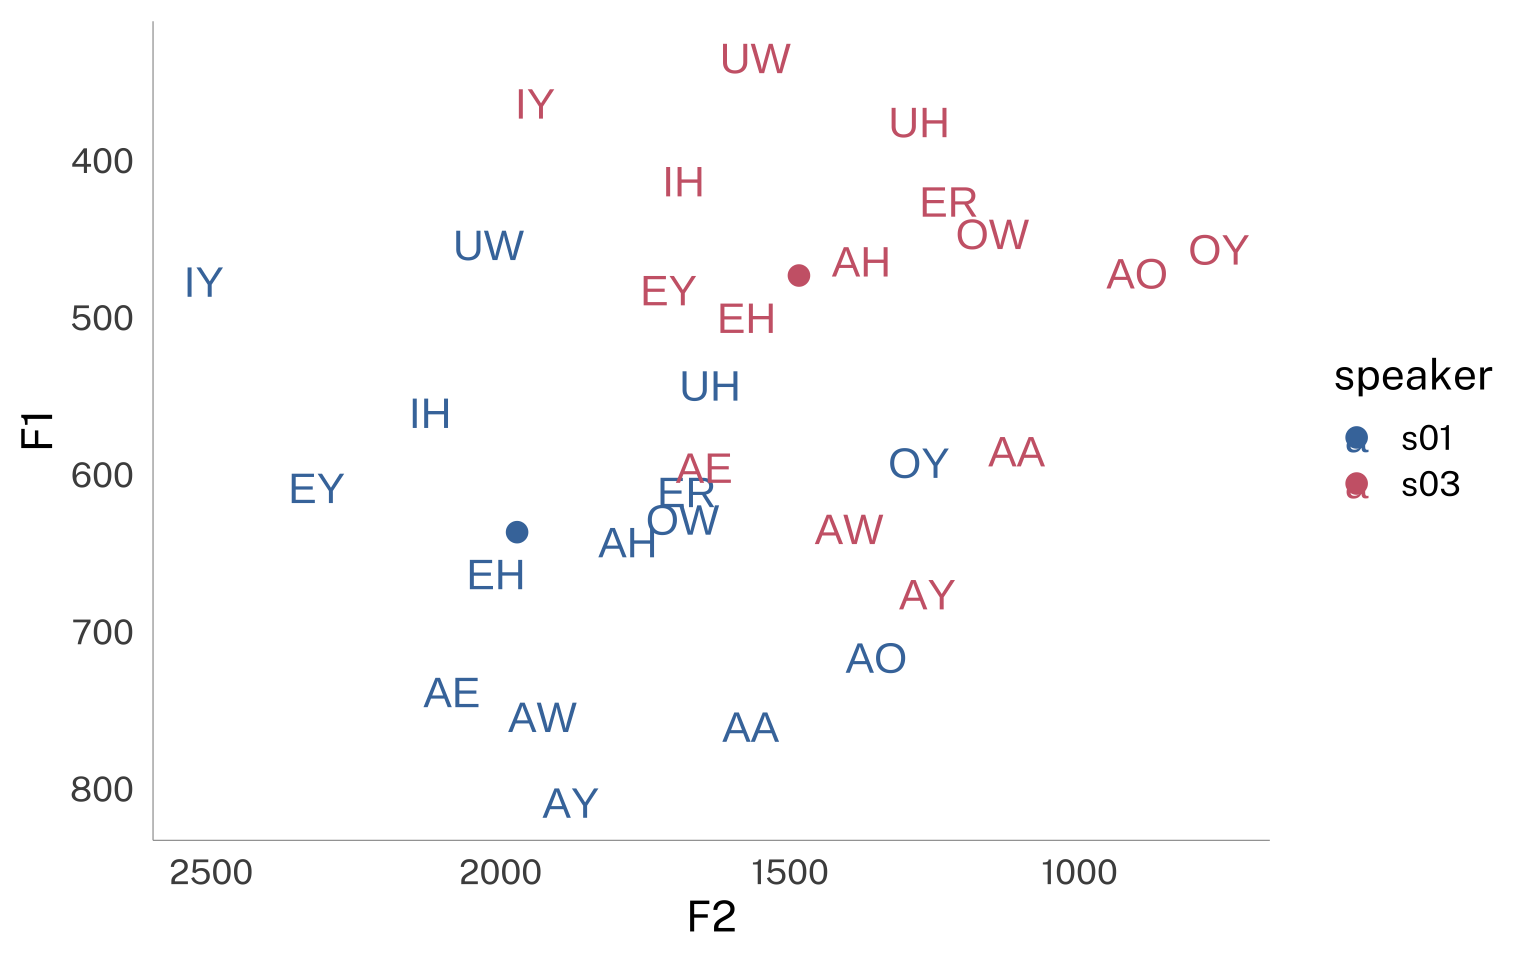 UW
IY
UH
400
IH
ER
OW
UW
OY
AH
AO
IY
EY
500
EH
speaker
UH
IH
F1
s01
AA
OY
AE
600
s03
EY
ER
OW
AW
AH
EH
AY
700
AO
AE
AW
AA
800
AY
2500 2000 1500 1000
F2